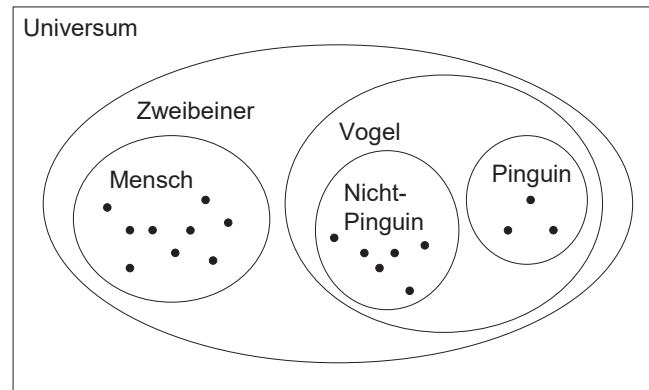 Universum
Zweibeiner
Vogel
Mensch
Nicht-
Pinguin
Pinguin